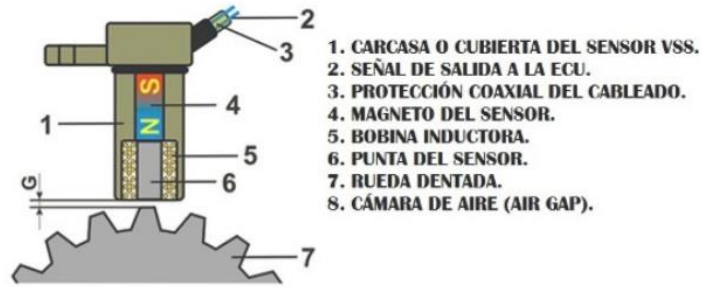 2
3
S
4
N
1
5
6
G
7
1. CARCASA O CUBIERTA DEL SENSOR VSS.
2. SEÑAL DE SALIDA A LA ECU.
3. PROTECCIÓN COAXIAL DEL CABLEADO.
4. MAGNETO DEL SENSOR.
5. BOBINA INDUCTORA.
6. PUNTA DEL SENSOR.
7. RUEDA DENTADA.
8. CÁMARA DE AIRE (AIR GAP).